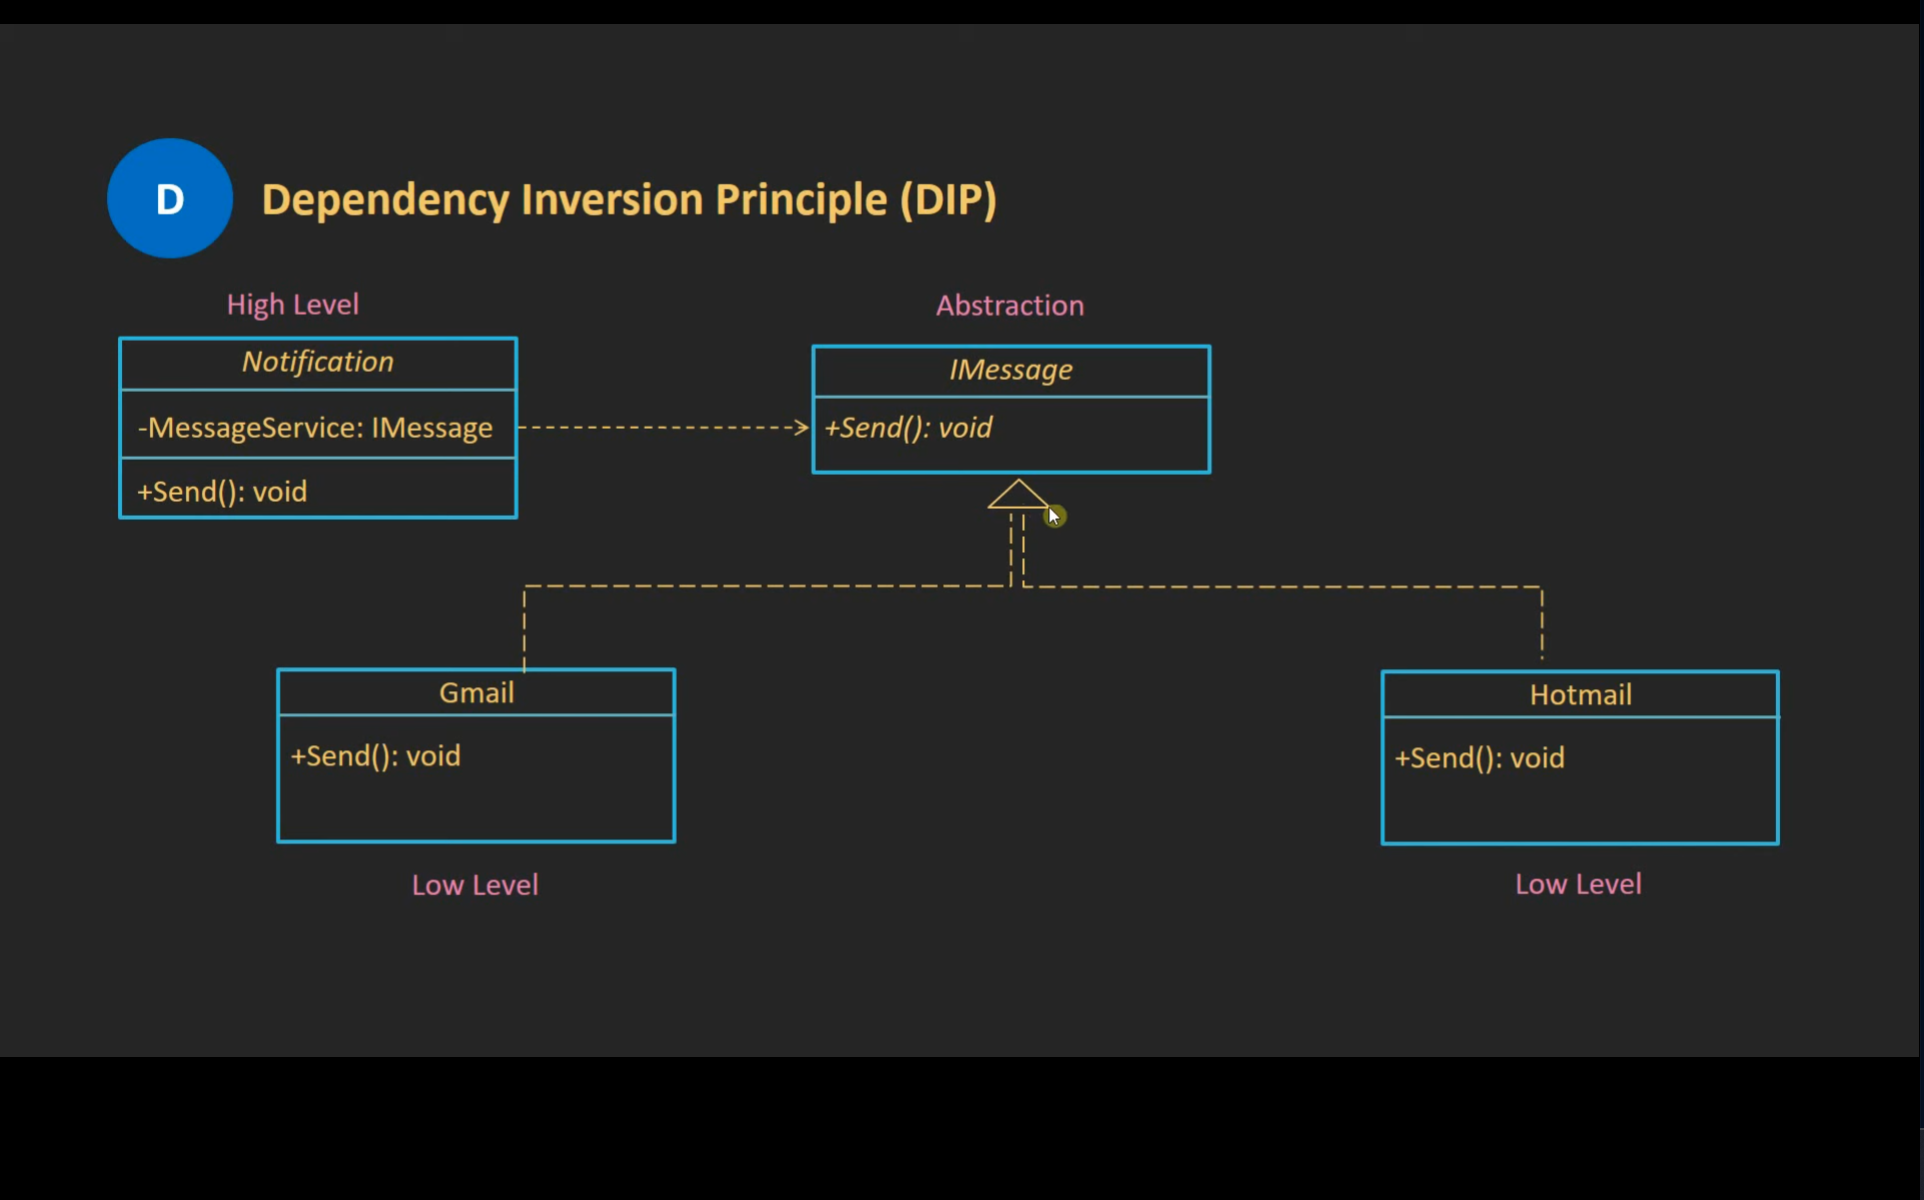 D
Dependency Inversion Principle (DIP)
High Level
Notification
-MessageService: IMessage
+Send(): void
Abstraction
IMessage
+Send(): void
Gmail
+Send(): void
Low Level
Hotmail
+Send(): void
Low Level